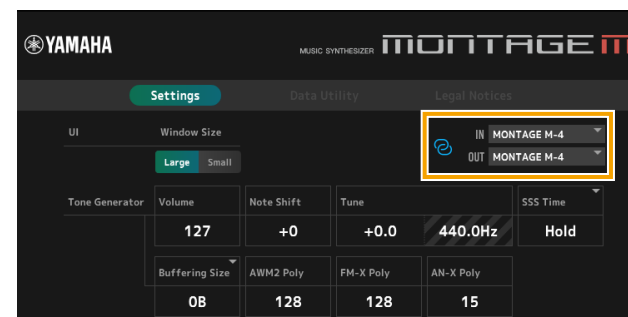 YAMAHA MUSIC SYNTHESIZER MONTAGE M
Settings Data Utility Legal Notices
UI Window Size IN MONTAGE M-4
Large Small OUT MONTAGE M-4
Tone Generator Volume Note Shift Tune SSS Time
127 +0 +0.0 440.0Hz Hold
Buffering Size AWM2 Poly FM-X Poly AN-X Poly
0B 128 128 15